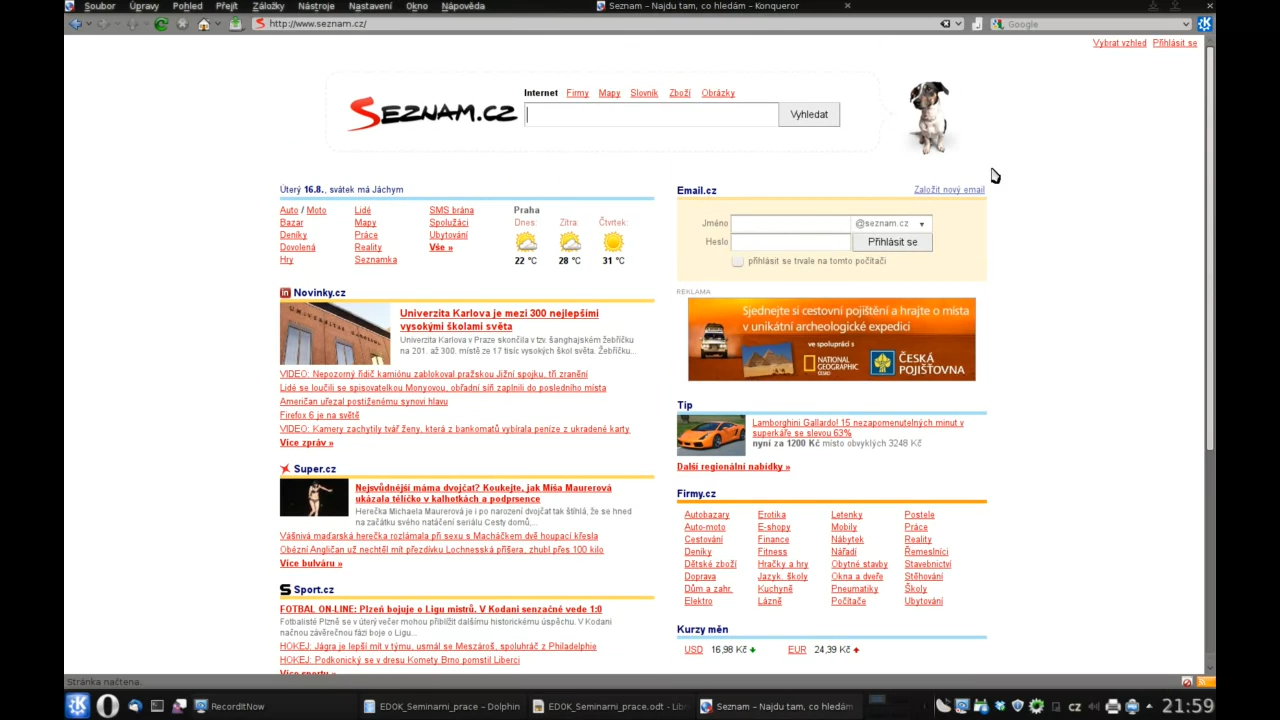 Soubor Úpravy Pohled Přejít Záložky Nástroje Nastavení Okno Nápověda
Seznam – Najdu tam, co hledám – Konqueror
http://www.seznam.cz/
Google
Vybrat vzhled Přihlásit se
Internet Firmy Mapy Slovník Zboží Obrázky
SEZNAM.CZ
Vyhledat
Úterý 16.8., svátek má Jáchym
Auto / Moto Lidé SMS brána
Bazar Mapy Spolužáci
Deníky Práce Ubytování
Dovolená Reality Vše »
Hry Seznamka
Praha
Dnes: Zítra: Čtvrtek:
22 °C 28 °C 31 °C
Email.cz Založit nový email
Jméno @seznam.cz
Heslo Přihlásit se
přihlásit se trvale na tomto počítači
REKLAMA
Sjednejte si cestovní pojištění a hrajte o místa
v unikátní archeologické expedici
ve spolupráci s
NATIONAL
GEOGRAPHIC
ČESKO
ČESKÁ
POJIŠŤOVNA
Novinky.cz
UNIVERSITAS CAROLINA
Univerzita Karlova je mezi 300 nejlepšími
vysokými školami světa
Univerzita Karlova v Praze skončila v tzv. šanghajském žebříčku
na 201. až 300. místě ze 17 tisíc vysokých škol světa. Žebříčku...
VIDEO: Nepozorný řidič kamiónu zablokoval pražskou Jižní spojku, tři zranění
Lidé se loučili se spisovatelkou Monyovou, obřadní síň zaplnili do posledního místa
Američan uřezal postiženému synovi hlavu
Firefox 6 je na světě
VIDEO: Kamery zachytily tvář ženy, která z bankomatů vybírala peníze z ukradené karty
Více zpráv »
Tip
Lamborghini Gallardo! 15 nezapomenutelných minut v
superkáře se slevou 63%
nyní za 1200 Kč místo obvyklých 3248 Kč
Další regionální nabídky »
Super.cz
Nejsvůdnější máma dvojčat? Koukejte, jak Míša Maurerová
ukázala tělíčko v kalhotkách a podprsence
Herečka Michaela Maurerová je i po narození dvojčat tak štíhlá, že se hned
na začátku svého natáčení seriálu Cesty domů,...
Vášnivá maďarská herečka rozlámala při sexu s Macháčkem dvě houpací křesla
Obézní Angličan už nechtěl mít přezdívku Lochnesská příšera, zhubl přes 100 kilo
Více bulváru »
Firmy.cz
Autobazary Erotika Letenky Postele
Auto-moto E-shopy Mobily Práce
Cestování Finance Nábytek Reality
Deníky Fitness Nářadí Řemeslníci
Dětské zboží Hračky a hry Obytné stavby Stavebnictví
Doprava Jazyk. školy Okna a dveře Stěhování
Dům a zahr. Kuchyně Pneumatiky Školy
Elektro Lázně Počítače Ubytování
Sport.cz
FOTBAL ON-LINE: Plzeň bojuje o Ligu mistrů. V Kodani senzačně vede 1:0
Fotbalisté Plzně se v úterý večer mohou přiblížit dalšímu historickému úspěchu. V Kodani
načnou závěrečnou fázi boje o Ligu...
HOKEJ: Jágra je lepší mít v týmu, usmál se Meszároš, spoluhráč z Philadelphie
HOKEJ: Podkonický se v dresu Komety Brno pomstil Liberci
Více sportu »
Kurzy měn
USD 16,98 Kč EUR 24,39 Kč
Stránka načtena.
RecorditNow
ED0K_Seminarni_prace – Dolphin
ED0K_Seminarni_prace.odt - Lib
Seznam – Najdu tam, co hledám
cz
21:59